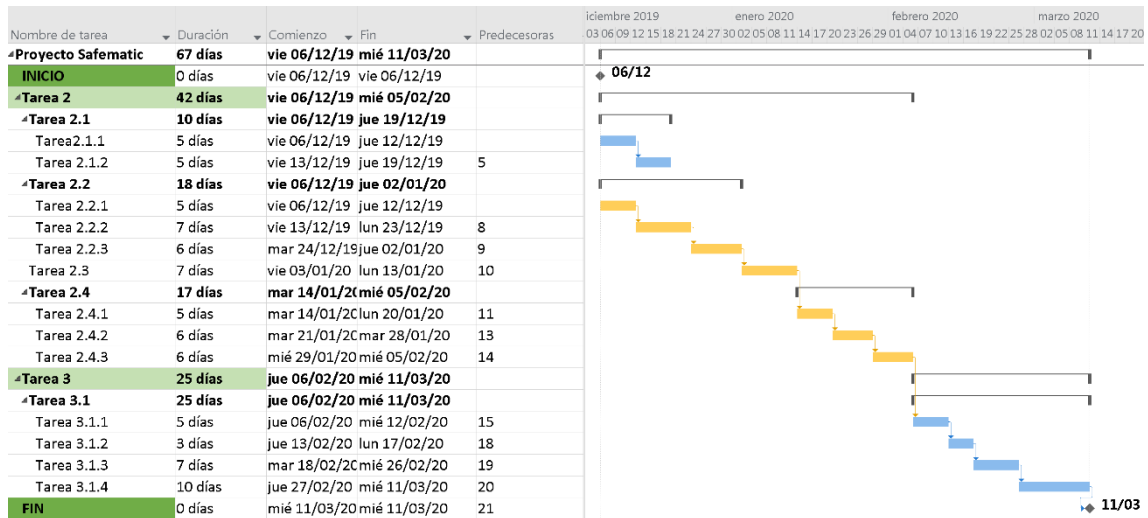 iciembre 2019 enero 2020 febrero 2020 marzo 2020
Nombre de tarea Duración Comienzo Fin Predecesoras 03 06 09 12 15 18 21 24 27 30 02 05 08 11 14 17 20 23 26 29 01 04 07 10 13 16 19 22 25 28 02 05 08 11 14 17 20
Proyecto Safematic 67 días vie 06/12/19 mié 11/03/20
INICIO 0 días vie 06/12/19 vie 06/12/19 06/12
Tarea 2 42 días vie 06/12/19 mié 05/02/20
Tarea 2.1 10 días vie 06/12/19 jue 19/12/19
Tarea2.1.1 5 días vie 06/12/19 jue 12/12/19
Tarea 2.1.2 5 días vie 13/12/19 jue 19/12/19 5
Tarea 2.2 18 días vie 06/12/19 jue 02/01/20
Tarea 2.2.1 5 días vie 06/12/19 jue 12/12/19
Tarea 2.2.2 7 días vie 13/12/19 lun 23/12/19 8
Tarea 2.2.3 6 días mar 24/12/19 jue 02/01/20 9
Tarea 2.3 7 días vie 03/01/20 lun 13/01/20 10
Tarea 2.4 17 días mar 14/01/20 mié 05/02/20
Tarea 2.4.1 5 días mar 14/01/20 lun 20/01/20 11
Tarea 2.4.2 6 días mar 21/01/20 mar 28/01/20 13
Tarea 2.4.3 6 días mié 29/01/20 mié 05/02/20 14
Tarea 3 25 días jue 06/02/20 mié 11/03/20
Tarea 3.1 25 días jue 06/02/20 mié 11/03/20
Tarea 3.1.1 5 días jue 06/02/20 mié 12/02/20 15
Tarea 3.1.2 3 días jue 13/02/20 lun 17/02/20 18
Tarea 3.1.3 7 días mar 18/02/20 mié 26/02/20 19
Tarea 3.1.4 10 días jue 27/02/20 mié 11/03/20 20
FIN 0 días mié 11/03/20 mié 11/03/20 21 11/03